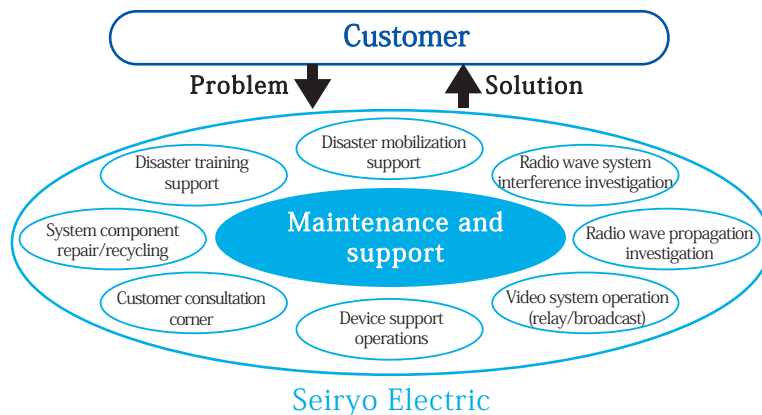 Customer
Problem
Solution
Disaster mobilization
support
Disaster training
support
Radio wave system
interference investigation
System component
repair/recycling
Maintenance and
support
Radio wave propagation
investigation
Customer consultation
corner
Device support
operations
Video system operation
(relay/broadcast)
Seiryo Electric